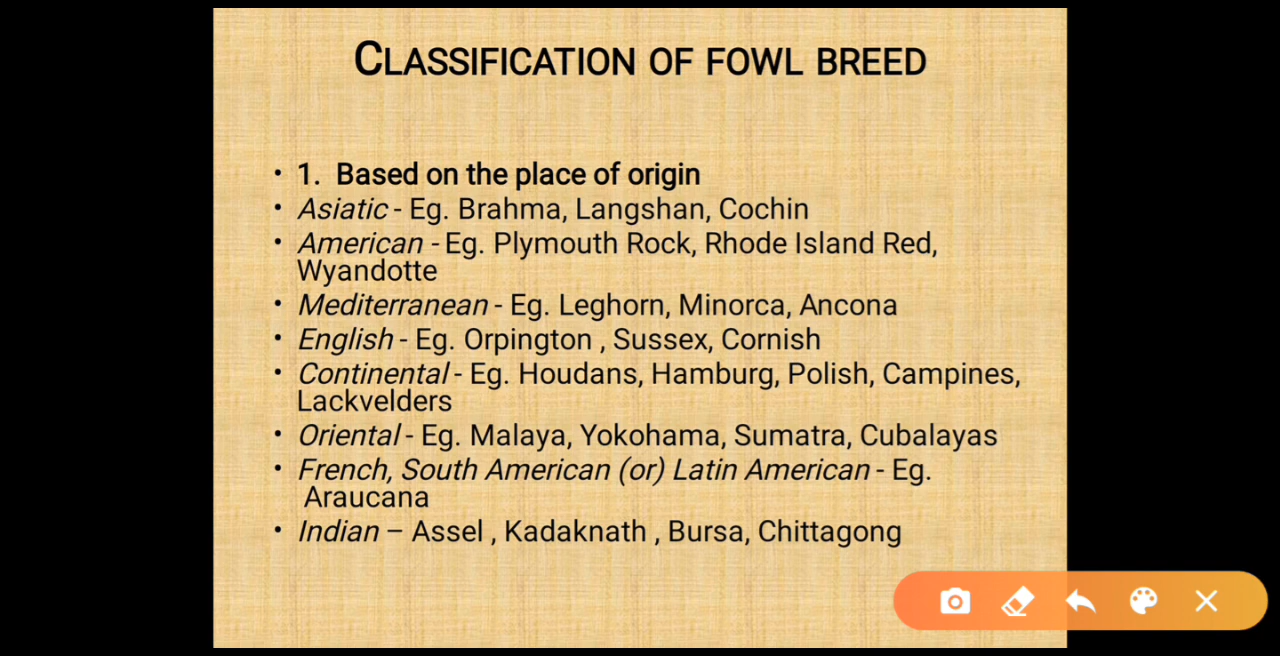 CLASSIFICATION OF FOWL BREED
• 1. Based on the place of origin
• Asiatic - Eg. Brahma, Langshan, Cochin
• American - Eg. Plymouth Rock, Rhode Island Red,
Wyandotte
• Mediterranean - Eg. Leghorn, Minorca, Ancona
• English - Eg. Orpington , Sussex, Cornish
• Continental - Eg. Houdans, Hamburg, Polish, Campines,
Lackvelders
• Oriental - Eg. Malaya, Yokohama, Sumatra, Cubalayas
• French, South American (or) Latin American - Eg.
Araucana
• Indian – Assel , Kadaknath , Bursa, Chittagong